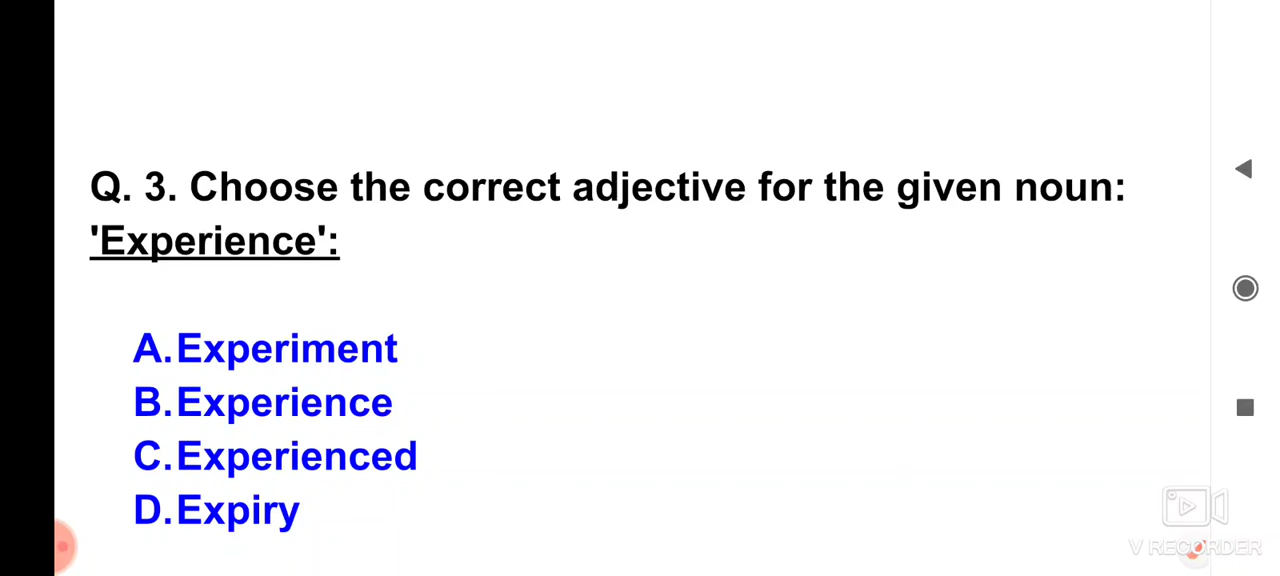 Q. 3. Choose the correct adjective for the given noun:
'Experience':
A.Experiment
B.Experience
C.Experienced
D.Expiry
V RECORDER